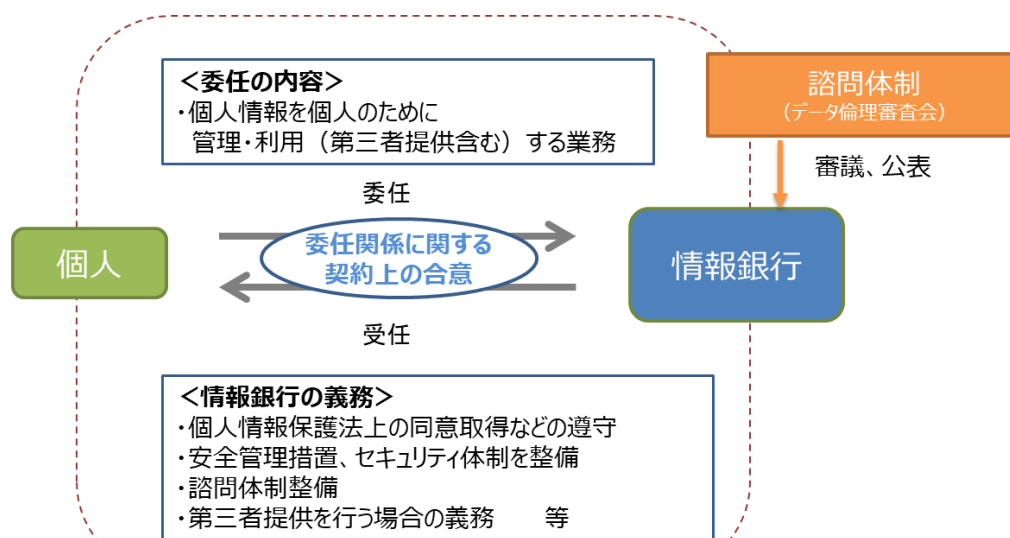 ＜委任の内容＞
・個人情報を個人のために
管理・利用（第三者提供含む）する業務
諮問体制
（データ倫理審査会）
審議、公表
委任
個人
委任関係に関する
契約上の合意
情報銀行
受任
＜情報銀行の義務＞
・個人情報保護法上の同意取得などの遵守
・安全管理措置、セキュリティ体制を整備
・諮問体制整備
・第三者提供を行う場合の義務　　等